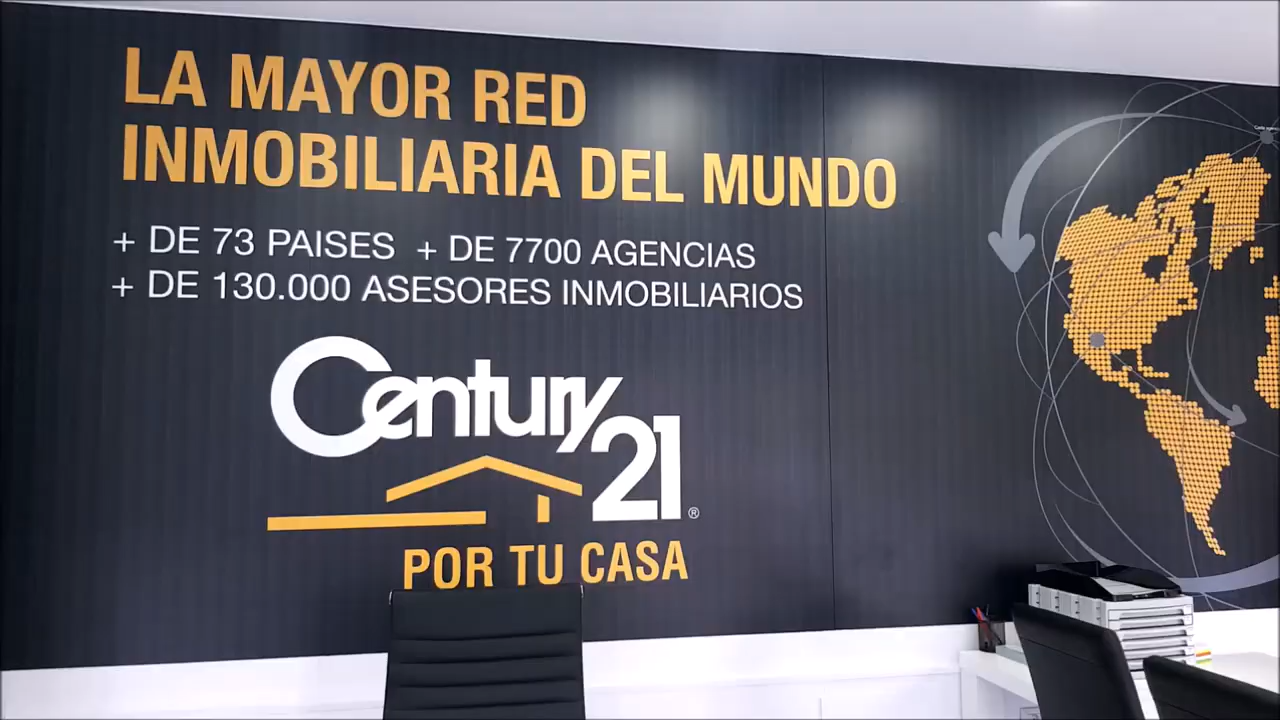 LA MAYOR RED
INMOBILIARIA DEL MUNDO
+ DE 73 PAISES + DE 7700 AGENCIAS
+ DE 130.000 ASESORES INMOBILIARIOS
Century
21®
POR TU CASA